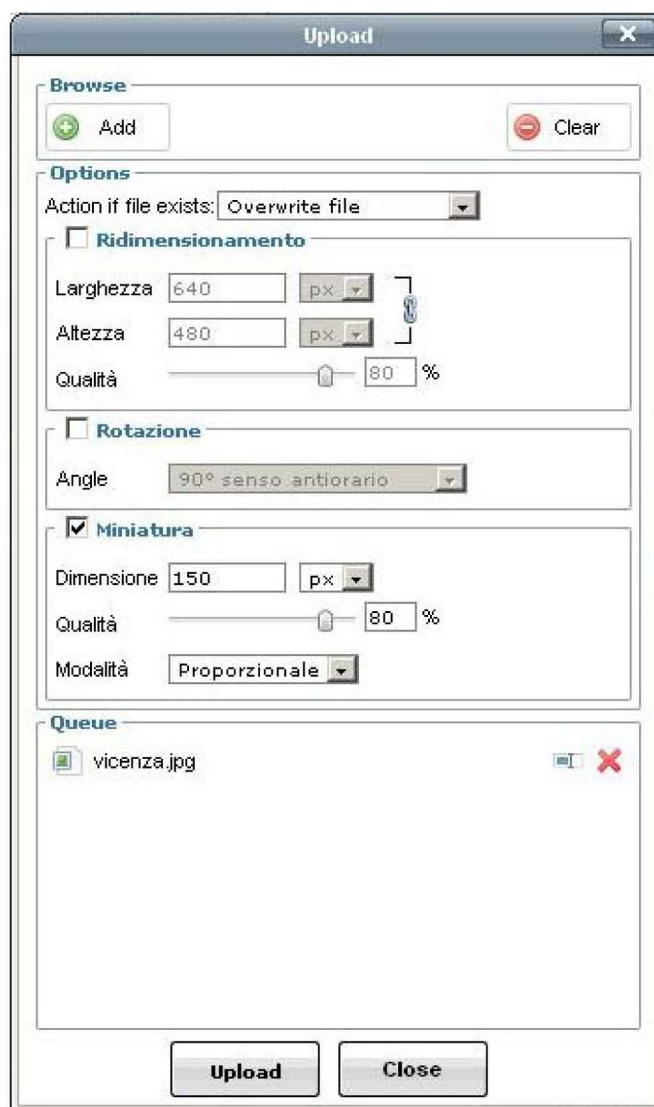 Upload
Browse
Add
Clear
Options
Action if file exists: Overwrite file
Ridimensionamento
Larghezza 640 px
Altezza 480 px
Qualità 80 %
Rotazione
Angle 90° senso antiorario
Miniatura
Dimensione 150 px
Qualità 80 %
Modalità Proporzionale
Queue
vicenza.jpg
Upload
Close